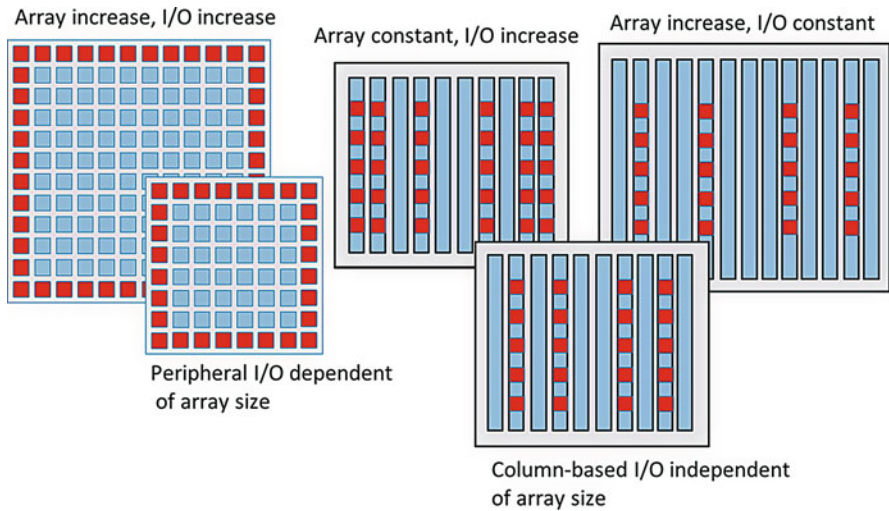 Array increase, I/O increase
Array constant, I/O increase
Array increase, I/O constant
Peripheral I/O dependent
of array size
Column-based I/O independent
of array size